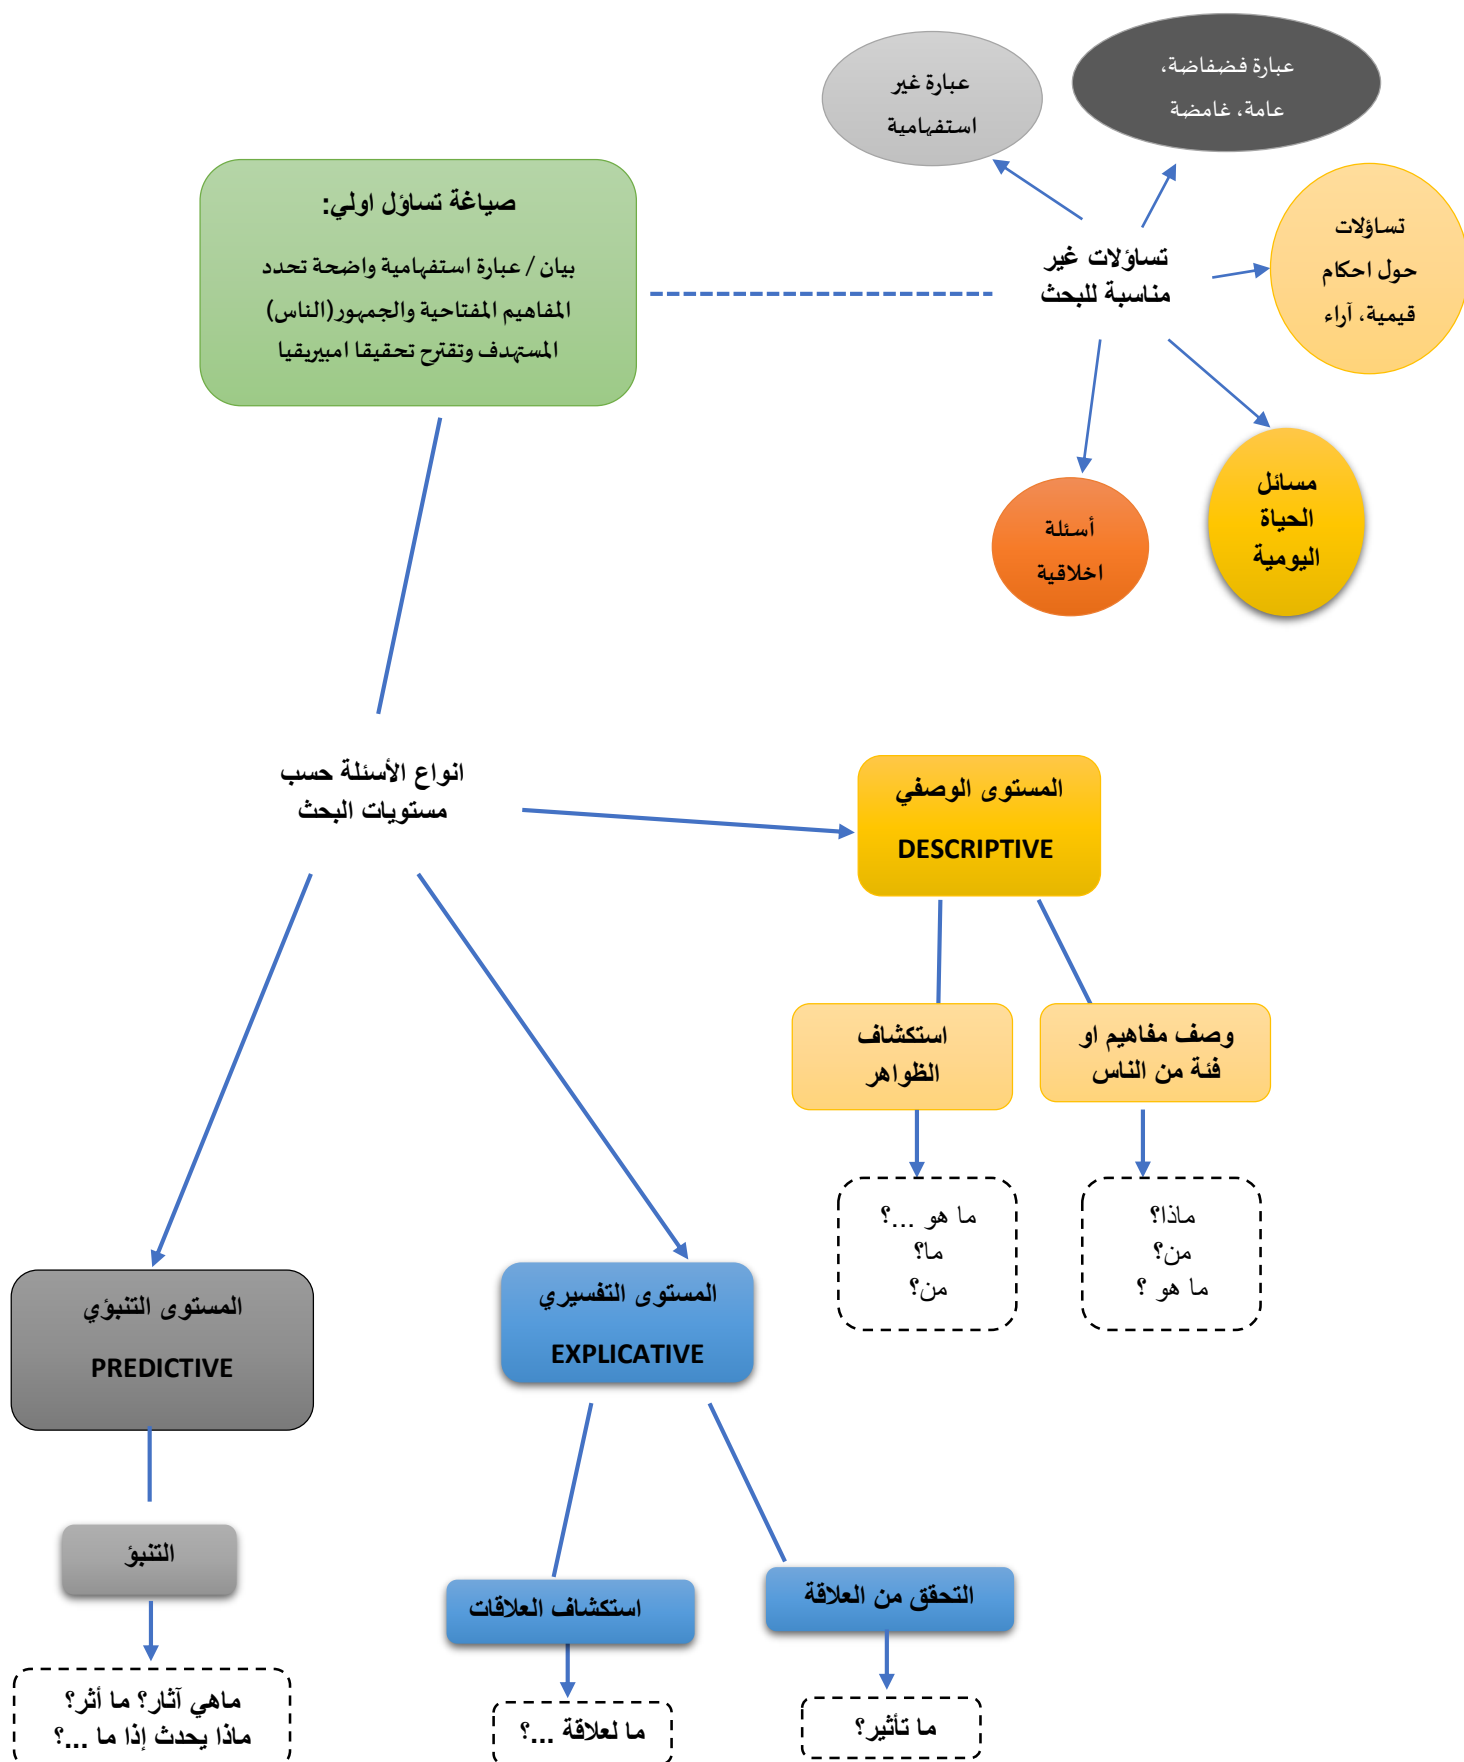 عبارة غير
استفهامية
عبارة فضفاضة،
عامة، غامضة
صياغة تساؤل اولي:
بيان / عبارة استفهامية واضحة تحدد
المفاهيم المفتاحية والجمهور(الناس)
المستهدف وتقترح تحقيقا امبيريقيا
تساؤلات غير
مناسبة للبحث
تساؤلات
حول احكام
قيمية، آراء
مسائل
الحياة
اليومية
أسئلة
اخلاقية
انواع الأسئلة حسب
مستويات البحث
المستوى الوصفي
DESCRIPTIVE
استكشاف
الظواهر
وصف مفاهيم او
فئة من الناس
ما هو ...؟
ما؟
من؟
ماذا؟
من؟
ما هو ؟
المستوى التنبؤي
PREDICTIVE
المستوى التفسيري
EXPLICATIVE
التنبؤ
استكشاف العلاقات
التحقق من العلاقة
ماهي آثار؟ ما أثر؟
ماذا يحدث إذا ما ...؟
ما لعلاقة ...؟
ما تأثير؟